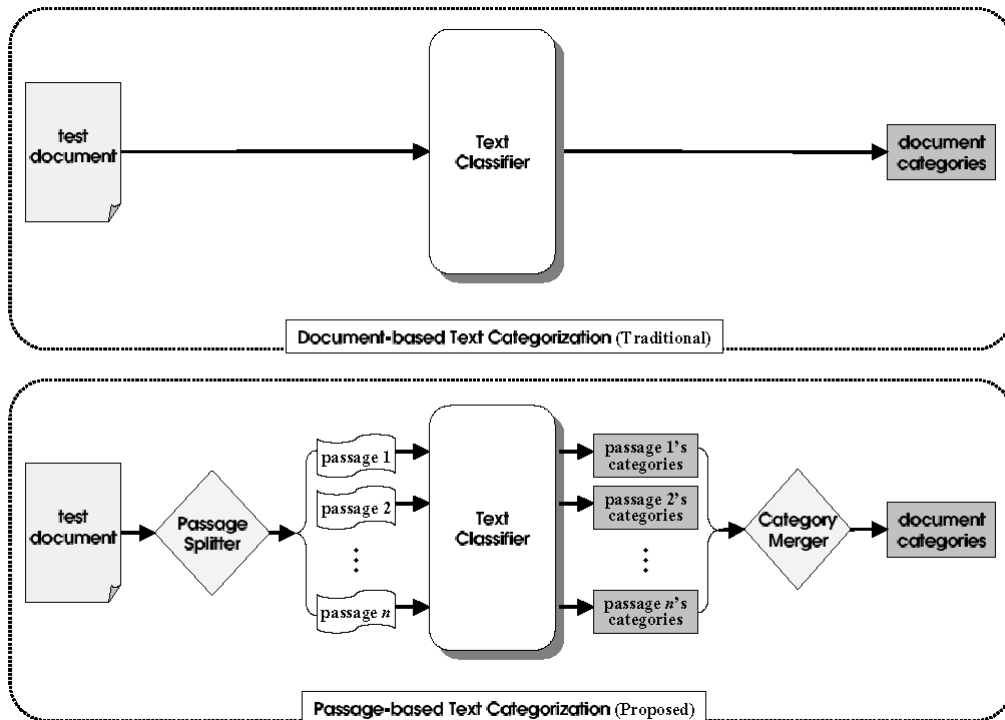 test
document
Text
Classifier
document
categories
Document-based Text Categorization (Traditional)
test
document
Passage
Splitter
passage 1
passage 2
passage n
Text
Classifier
passage 1's
categories
passage 2's
categories
passage n's
categories
Category
Merger
document
categories
Passage-based Text Categorization (Proposed)